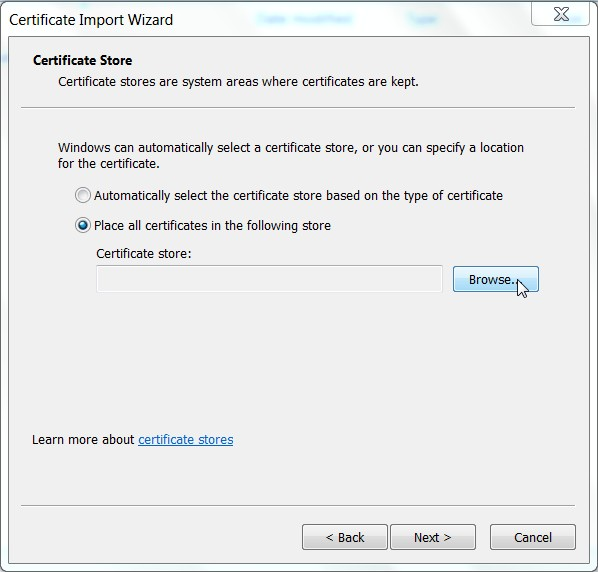 Certificate Import Wizard
Certificate Store
Certificate stores are system areas where certificates are kept.
Windows can automatically select a certificate store, or you can specify a location
for the certificate.
Automatically select the certificate store based on the type of certificate
Place all certificates in the following store
Certificate store:
Browse...
Learn more about certificate stores
< Back
Next >
Cancel